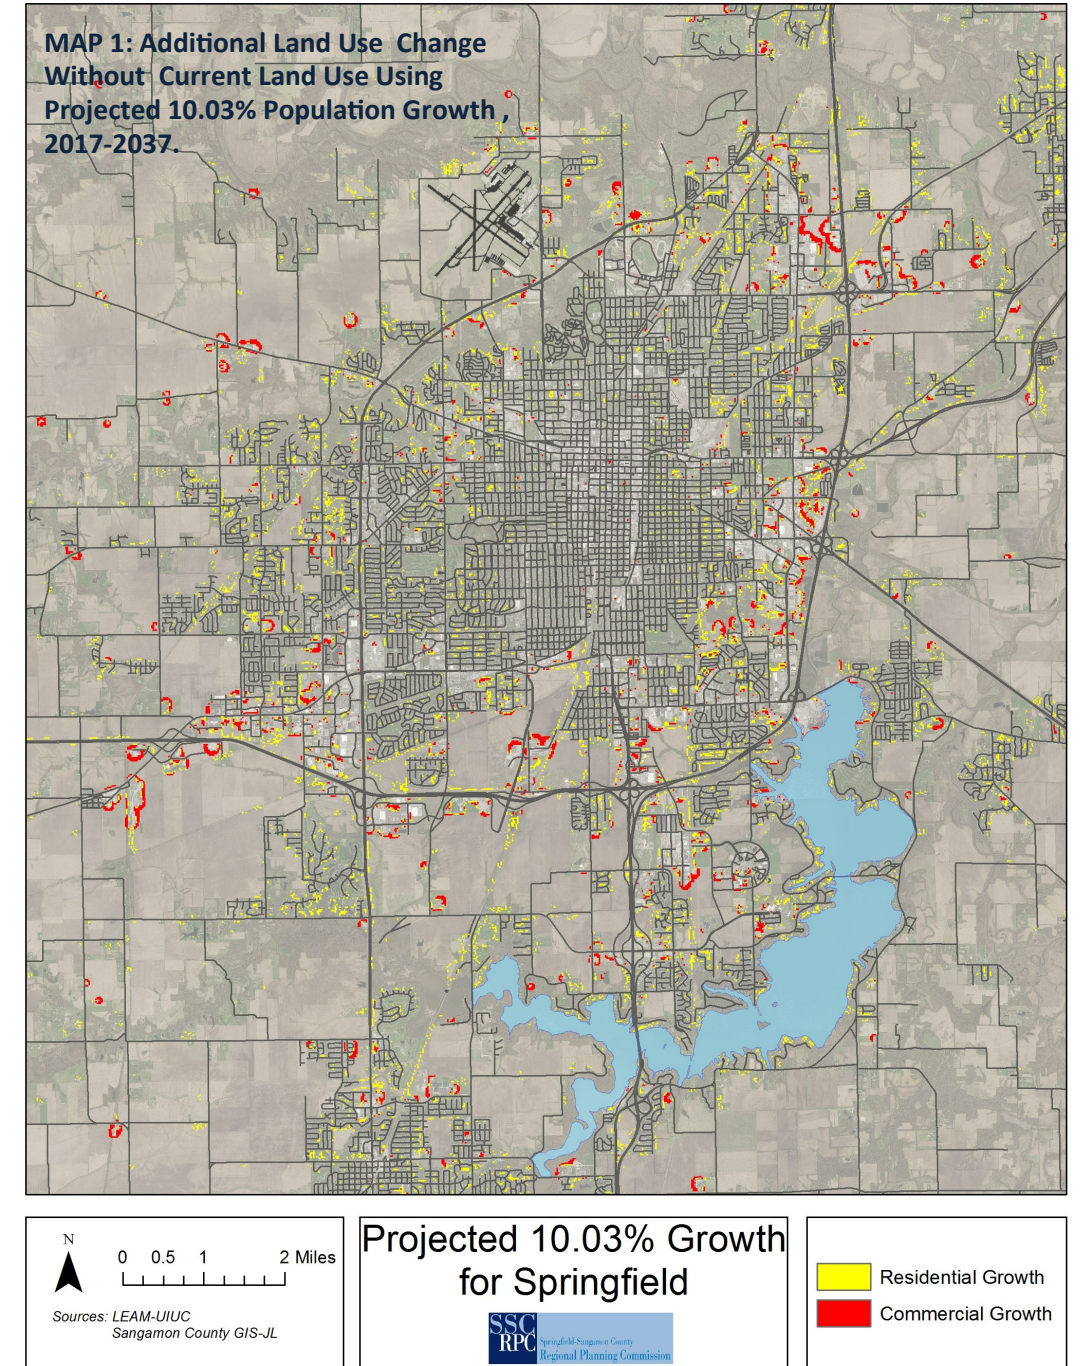 MAP 1: Additional Land Use Change
Without Current Land Use Using
Projected 10.03% Population Growth ,
2017-2037.
N
0 0.5 1 2 Miles
Sources: LEAM-UIUC
Sangamon County GIS-JL
Projected 10.03% Growth
for Springfield
SSC
RPC
Springfield-Sangamon County
Regional Planning Commission
Residential Growth
Commercial Growth